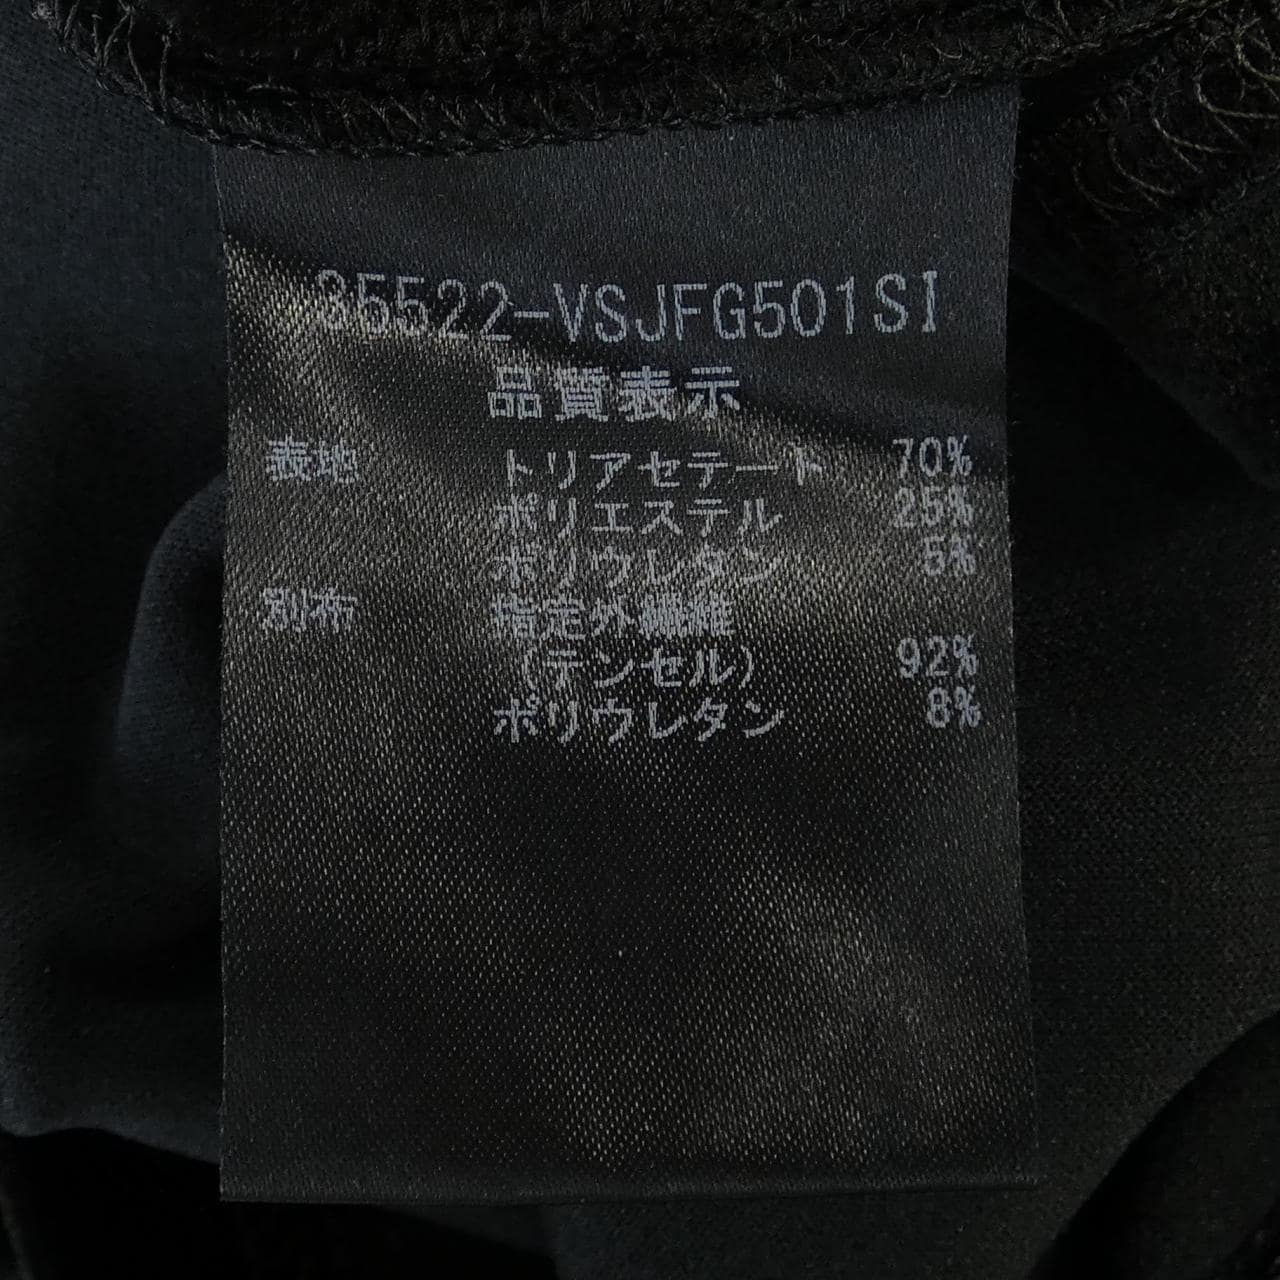 35522-VSJFG501SI
品質表示
表地 トリアセテート 70%
ポリエステル 25%
ポリウレタン 5%
別布 指定外繊維
(テンセル) 92%
ポリウレタン 8%